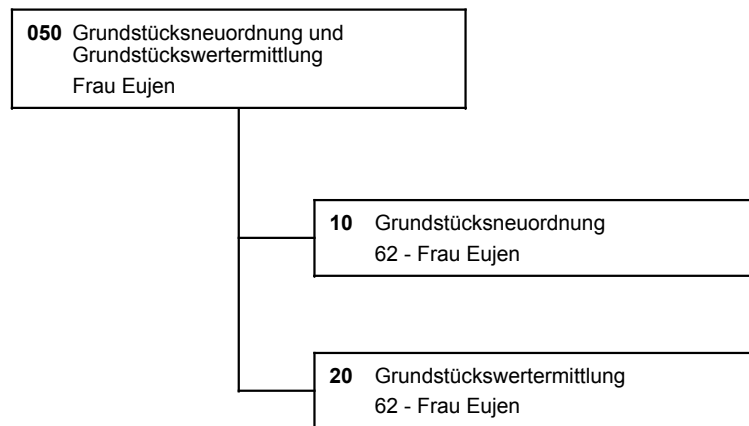 050 Grundstücksneuordnung und
Grundstückswertermittlung
Frau Eujen
10 Grundstücksneuordnung
62 - Frau Eujen
20 Grundstückswertermittlung
62 - Frau Eujen